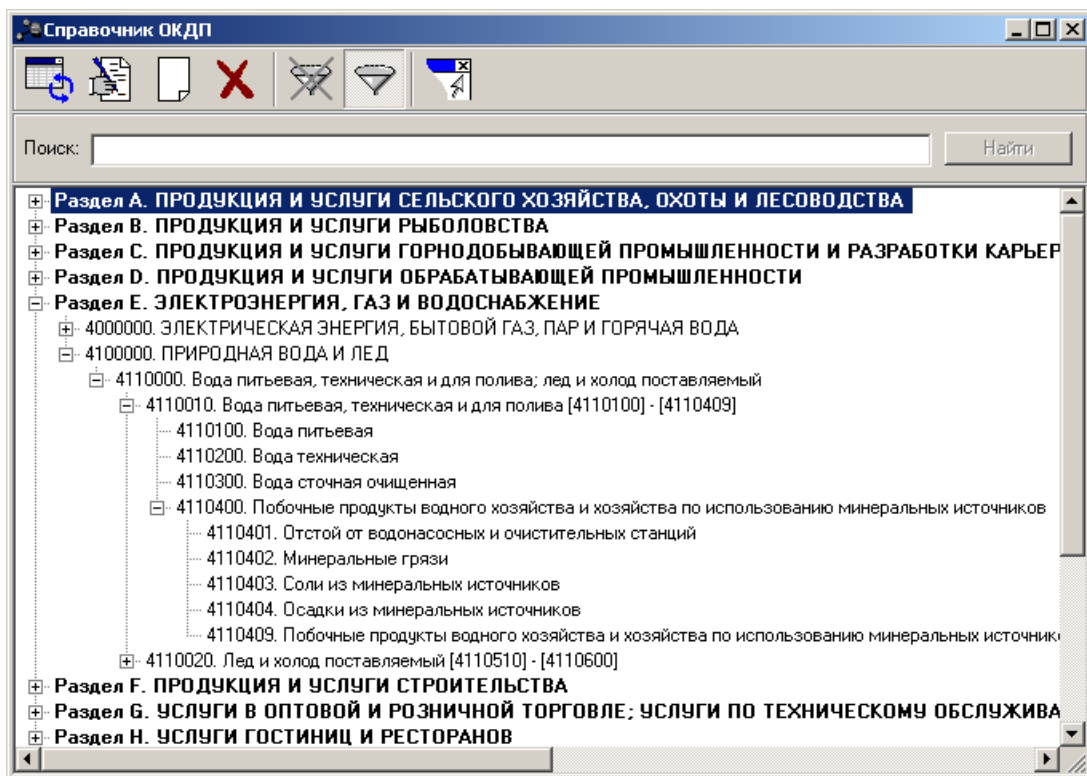 Справочник ОКДП
Поиск: Найти
Раздел A. ПРОДУКЦИЯ И УСЛУГИ СЕЛЬСКОГО ХОЗЯЙСТВА, ОХОТЫ И ЛЕСОВОДСТВА
Раздел B. ПРОДУКЦИЯ И УСЛУГИ РЫБОЛОВСТВА
Раздел C. ПРОДУКЦИЯ И УСЛУГИ ГОРНОДОБЫВАЮЩЕЙ ПРОМЫШЛЕННОСТИ И РАЗРАБОТКИ КАРЬЕР
Раздел D. ПРОДУКЦИЯ И УСЛУГИ ОБРАБАТЫВАЮЩЕЙ ПРОМЫШЛЕННОСТИ
Раздел E. ЭЛЕКТРОЭНЕРГИЯ, ГАЗ И ВОДОСНАБЖЕНИЕ
4000000. ЭЛЕКТРИЧЕСКАЯ ЭНЕРГИЯ, БЫТОВОЙ ГАЗ, ПАР И ГОРЯЧАЯ ВОДА
4100000. ПРИРОДНАЯ ВОДА И ЛЕД
4110000. Вода питьевая, техническая и для полива; лед и холод поставляемый
4110010. Вода питьевая, техническая и для полива [4110100] - [4110409]
4110100. Вода питьевая
4110200. Вода техническая
4110300. Вода сточная очищенная
4110400. Побочные продукты водного хозяйства и хозяйства по использованию минеральных источников
4110401. Отстой от водонасосных и очистительных станций
4110402. Минеральные грязи
4110403. Соли из минеральных источников
4110404. Осадки из минеральных источников
4110409. Побочные продукты водного хозяйства и хозяйства по использованию минеральных источник
4110020. Лед и холод поставляемый [4110510] - [4110600]
Раздел F. ПРОДУКЦИЯ И УСЛУГИ СТРОИТЕЛЬСТВА
Раздел G. УСЛУГИ В ОПТОВОЙ И РОЗНИЧНОЙ ТОРГОВЛЕ; УСЛУГИ ПО ТЕХНИЧЕСКОМУ ОБСЛУЖИВА
Раздел H. УСЛУГИ ГОСТИНИЦ И РЕСТОРАНОВ